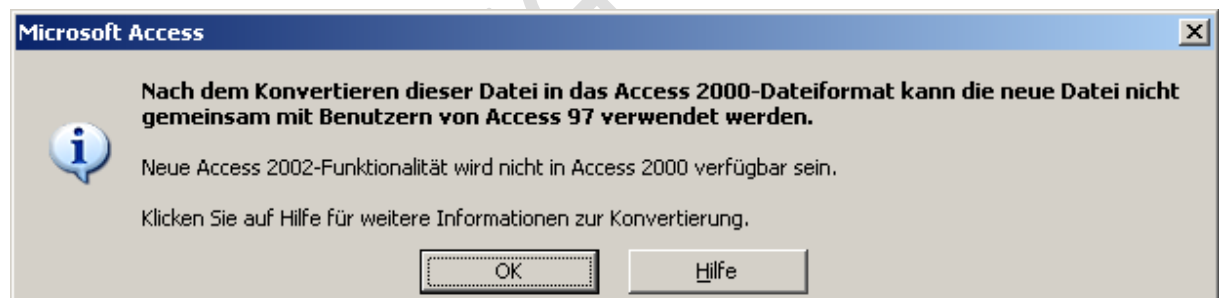 Microsoft Access
Nach dem Konvertieren dieser Datei in das Access 2000-Dateiformat kann die neue Datei nicht
gemeinsam mit Benutzern von Access 97 verwendet werden.
Neue Access 2002-Funktionalität wird nicht in Access 2000 verfügbar sein.
Klicken Sie auf Hilfe für weitere Informationen zur Konvertierung.
OK
Hilfe